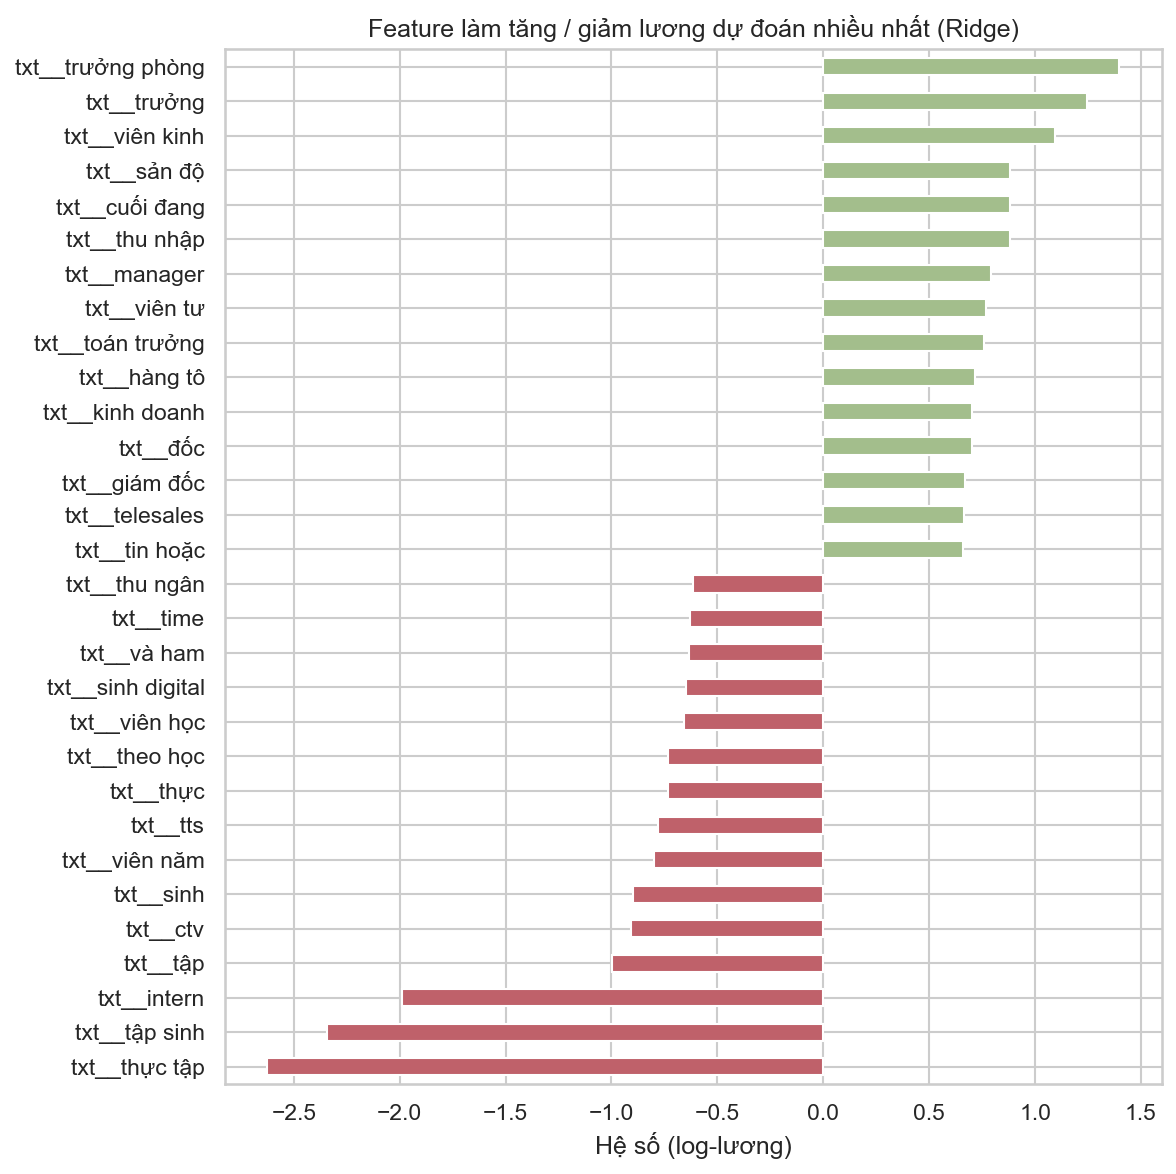 Feature làm tăng / giảm lương dự đoán nhiều nhất (Ridge)
txt__trưởng phòng
txt__trưởng
txt__viên kinh
txt__sản độ
txt__cuối đang
txt__thu nhập
txt__manager
txt__viên tư
txt__toán trưởng
txt__hàng tô
txt__kinh doanh
txt__đốc
txt__giám đốc
txt__telesales
txt__tin hoặc
txt__thu ngân
txt__time
txt__và ham
txt__sinh digital
txt__viên học
txt__theo học
txt__thực
txt__tts
txt__viên năm
txt__sinh
txt__ctv
txt__tập
txt__intern
txt__tập sinh
txt__thực tập
−2.5 −2.0 −1.5 −1.0 −0.5 0.0 0.5 1.0 1.5
Hệ số (log-lương)